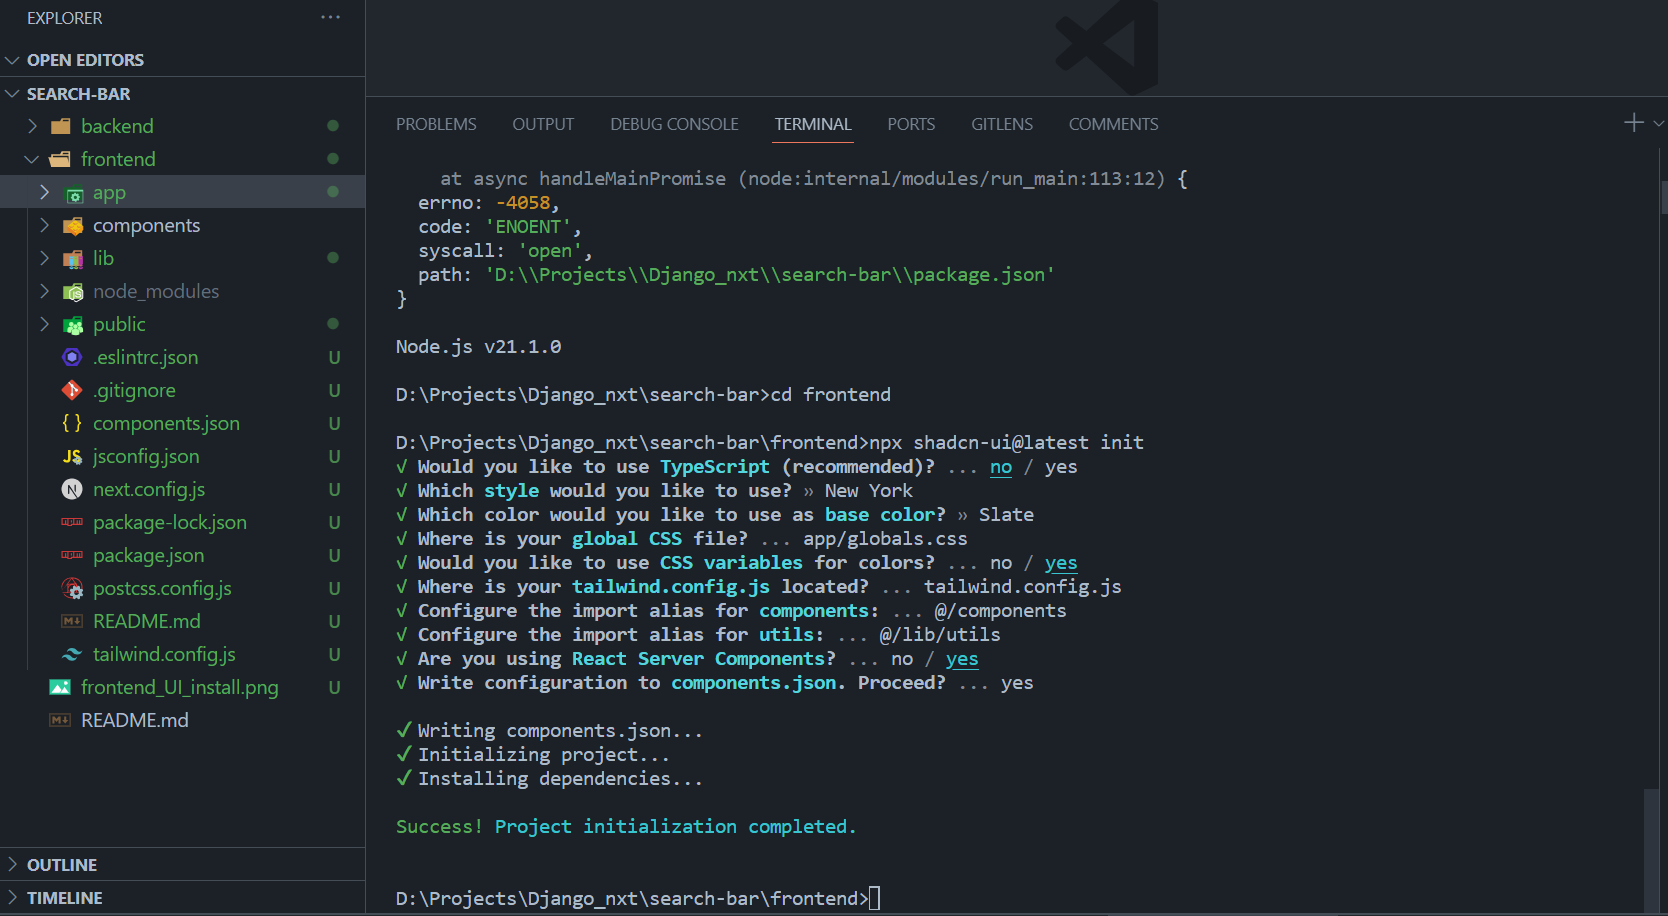 EXPLORER
OPEN EDITORS
SEARCH-BAR
backend
frontend
app
components
lib
node_modules
public
.eslintrc.json U
.gitignore U
components.json U
jsconfig.json U
next.config.js U
package-lock.json U
package.json U
postcss.config.js U
README.md U
tailwind.config.js U
frontend_UI_install.png U
README.md
OUTLINE
TIMELINE
PROBLEMS OUTPUT DEBUG CONSOLE TERMINAL PORTS GITLENS COMMENTS
at async handleMainPromise (node:internal/modules/run_main:113:12) {
errno: -4058,
code: 'ENOENT',
syscall: 'open',
path: 'D:\\Projects\\Django_nxt\\search-bar\\package.json'
}
Node.js v21.1.0
D:\Projects\Django_nxt\search-bar>cd frontend
D:\Projects\Django_nxt\search-bar\frontend>npx shadcn-ui@latest init
√ Would you like to use TypeScript (recommended)? ... no / yes
√ Which style would you like to use? » New York
√ Which color would you like to use as base color? » Slate
√ Where is your global CSS file? ... app/globals.css
√ Would you like to use CSS variables for colors? ... no / yes
√ Where is your tailwind.config.js located? ... tailwind.config.js
√ Configure the import alias for components: ... @/components
√ Configure the import alias for utils: ... @/lib/utils
√ Are you using React Server Components? ... no / yes
√ Write configuration to components.json. Proceed? ... yes
✓ Writing components.json...
✓ Initializing project...
✓ Installing dependencies...
Success! Project initialization completed.
D:\Projects\Django_nxt\search-bar\frontend>